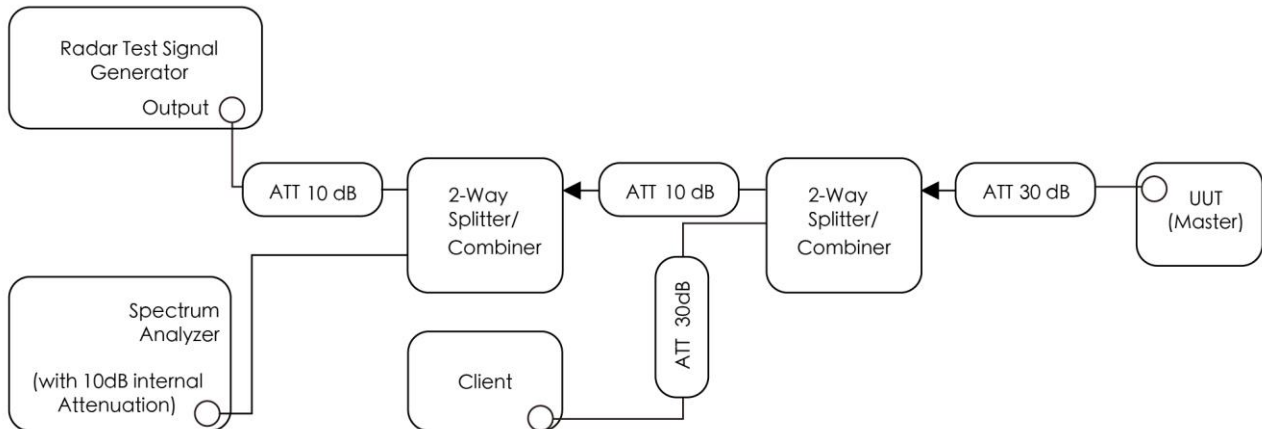 Radar Test Signal
Generator
Output
ATT 10 dB
2-Way
Splitter/
Combiner
ATT 10 dB
2-Way
Splitter/
Combiner
ATT 30 dB
UUT
(Master)
Spectrum
Analyzer
(with 10dB internal
Attenuation)
Client
ATT 30dB